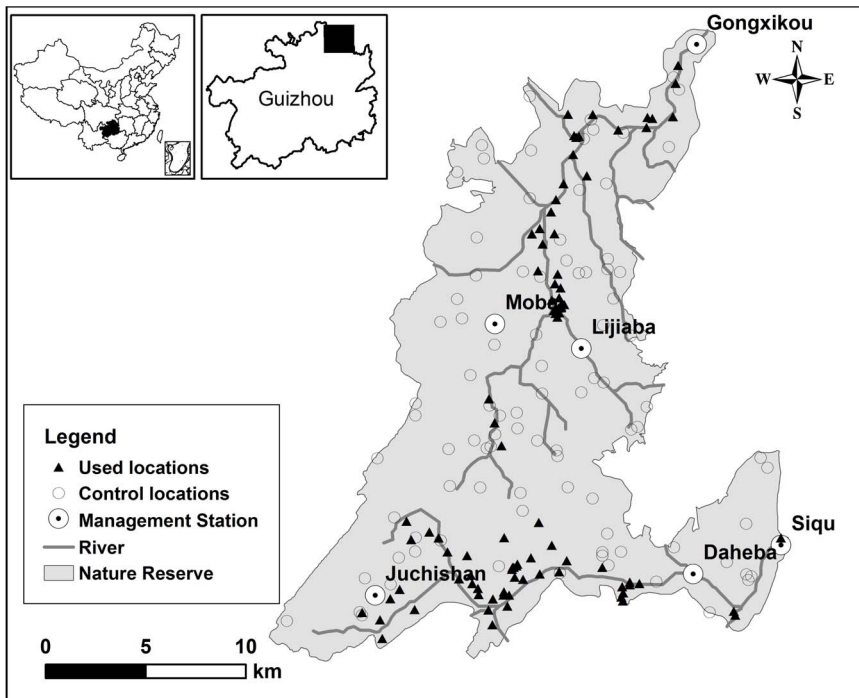 Gongxikou
N
W E
S
Guizhou
Moba
Lijiaba
Legend
Used locations
Control locations
Management Station
River
Nature Reserve
Siqu
Daheba
Juchishan
0 5 10
km